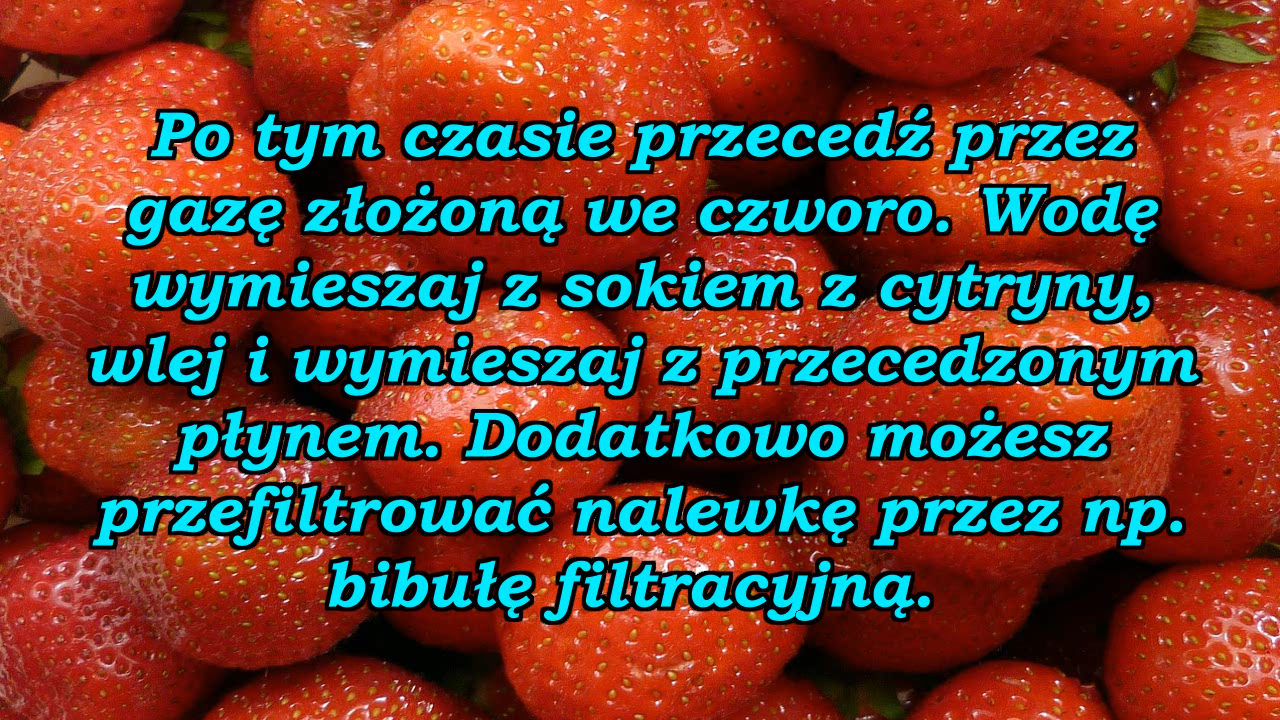 Po tym czasie przecedź przez
gazę złożoną we czworo. Wodę
wymieszaj z sokiem z cytryny,
wlej i wymieszaj z przecedzonym
płynem. Dodatkowo możesz
przefiltrować nalewkę przez np.
bibułę filtracyjną.